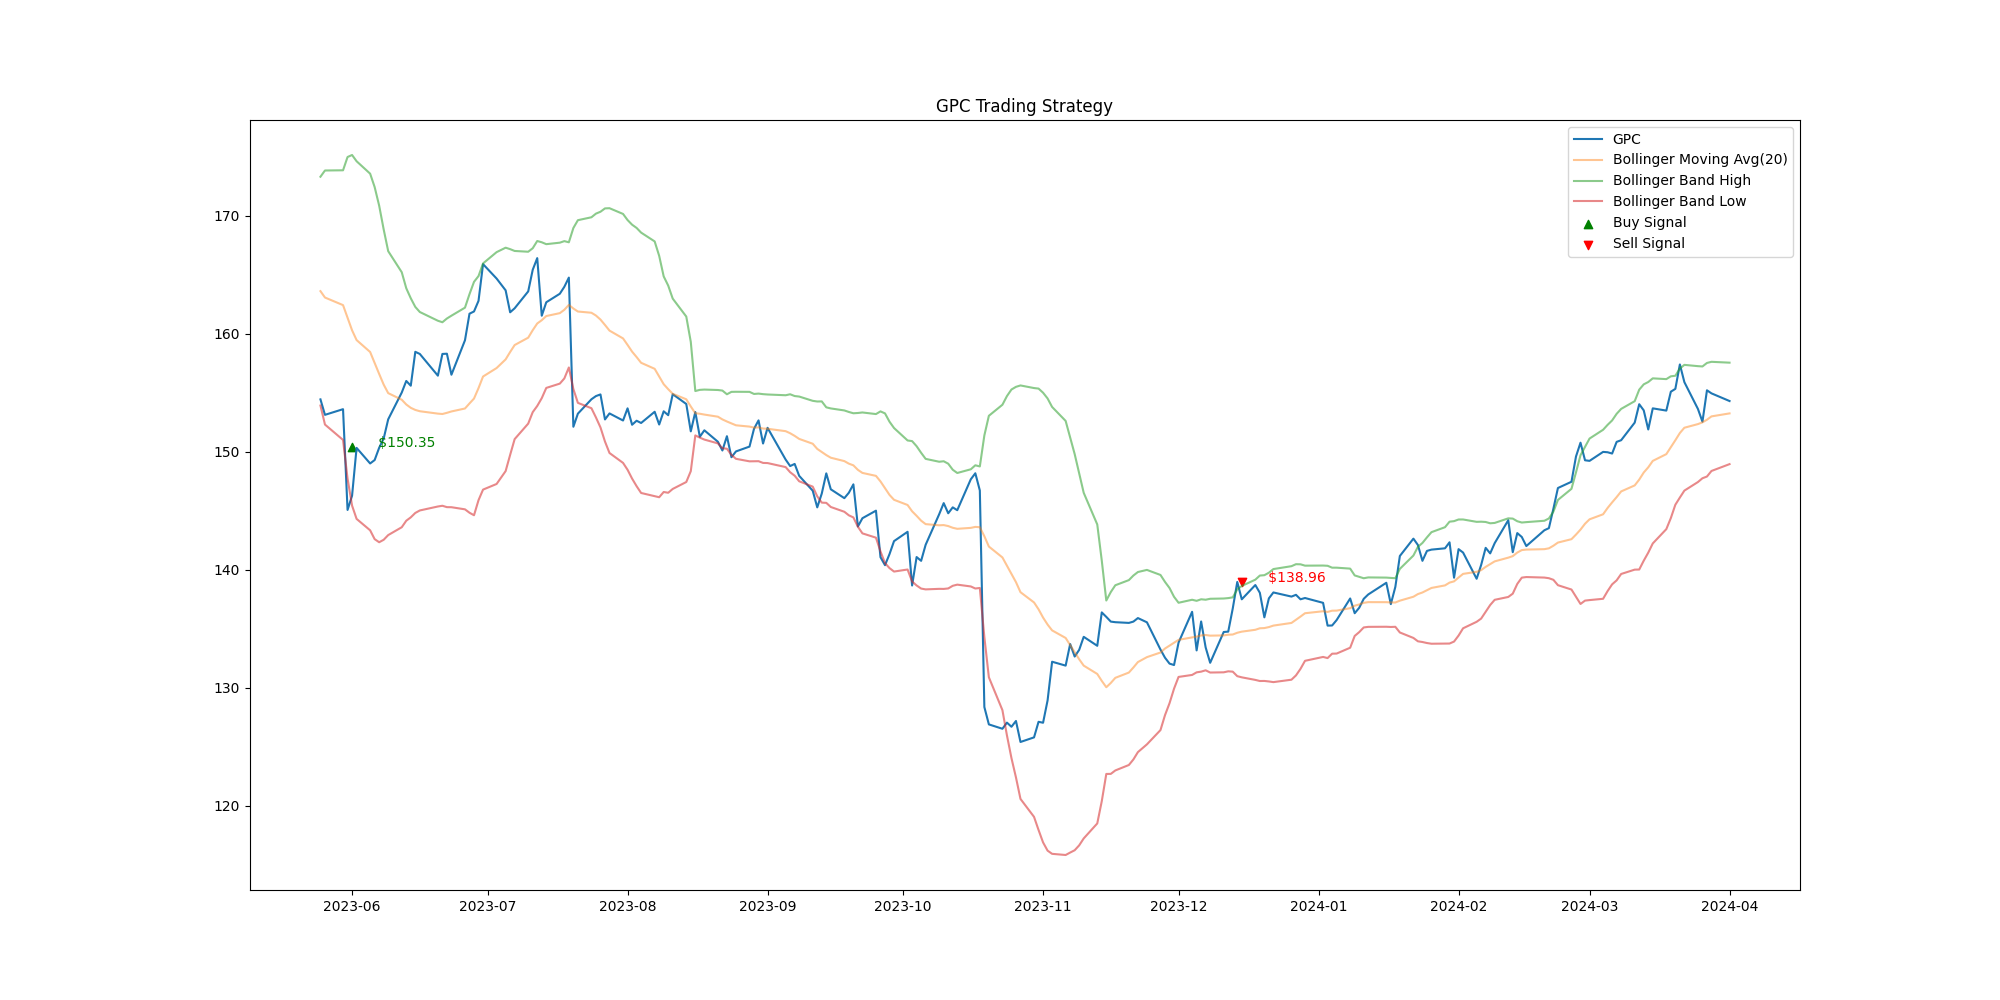 GPC Trading Strategy
GPC
Bollinger Moving Avg(20)
Bollinger Band High
Bollinger Band Low
Buy Signal
Sell Signal
170
160
150
140
130
120
$150.35
$138.96
2023-06
2023-07
2023-08
2023-09
2023-10
2023-11
2023-12
2024-01
2024-02
2024-03
2024-04